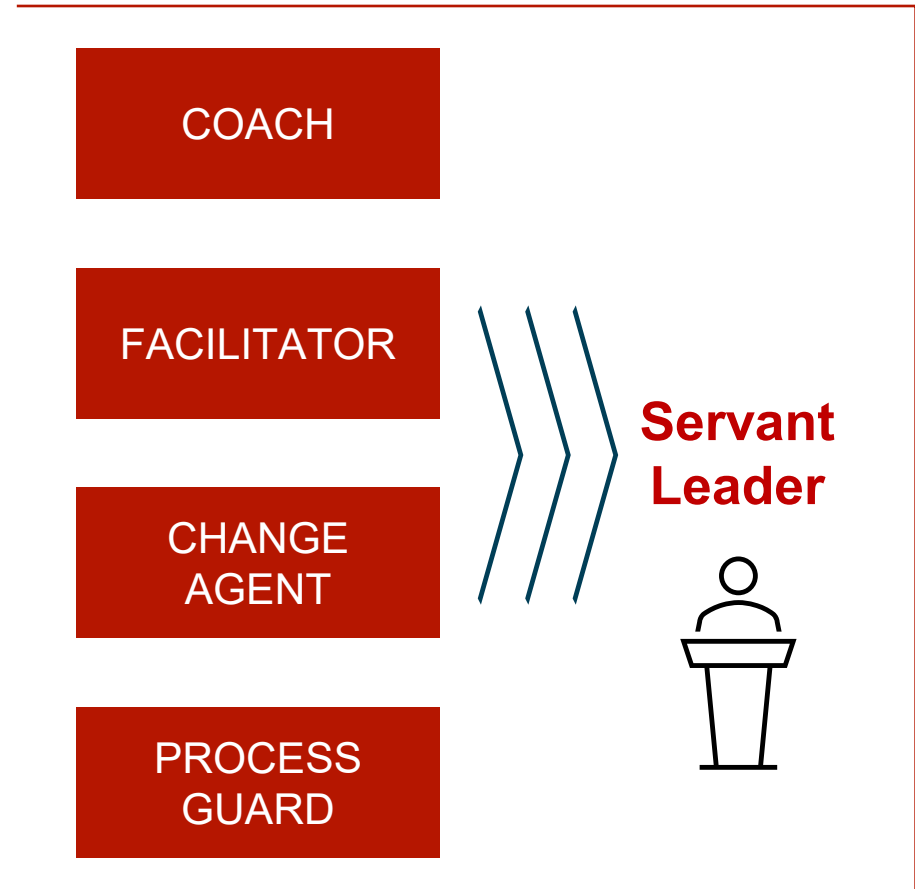 COACH
FACILITATOR
CHANGE
AGENT
PROCESS
GUARD
Servant
Leader